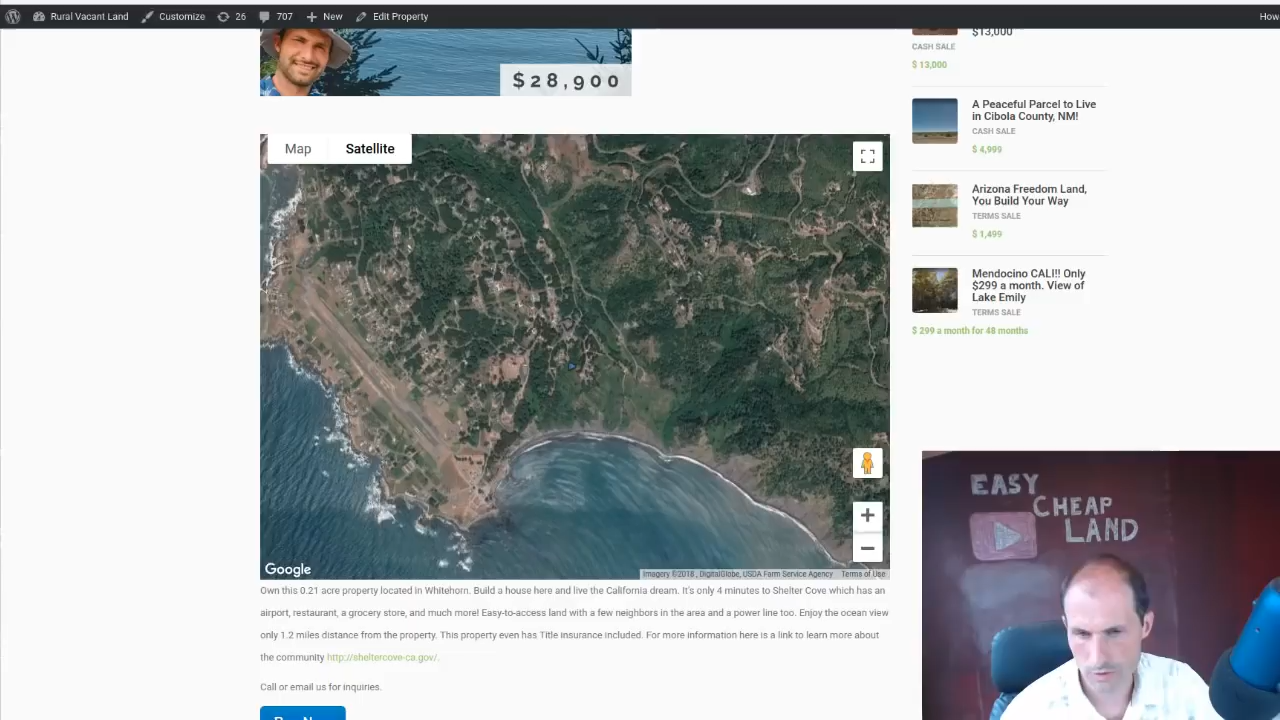 Rural Vacant Land
Customize
26
707
New
Edit Property
How
$28,900
$13,000
CASH SALE
$ 13,000
A Peaceful Parcel to Live
in Cibola County, NM!
CASH SALE
$ 4,999
Arizona Freedom Land,
You Build Your Way
TERMS SALE
$ 1,499
Mendocino CALI!! Only
$299 a month. View of
Lake Emily
TERMS SALE
$ 299 a month for 48 months
Map
Satellite
Google
Imagery ©2018 , DigitalGlobe, USDA Farm Service Agency
Terms of Use
Own this 0.21 acre property located in Whitehorn. Build a house here and live the California dream. It's only 4 minutes to Shelter Cove which has an
airport, restaurant, a grocery store, and much more! Easy-to-access land with a few neighbors in the area and a power line too. Enjoy the ocean view
only 1.2 miles distance from the property. This property even has Title insurance included. For more information here is a link to learn more about
the community http://sheltercove-ca.gov/.
Call or email us for inquiries.
EASY
CHEAP
LAND